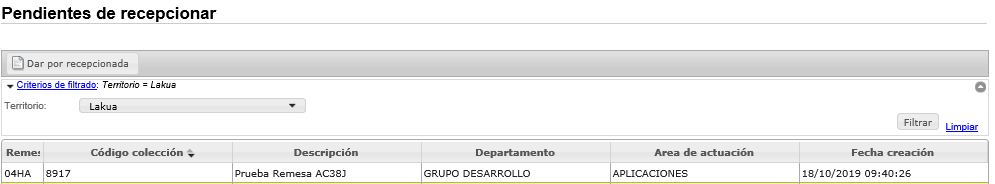 Pendientes de recepcionar
Dar por recepcionada
Criterios de filtrado: Territorio = Lakua
Territorio: Lakua
Filtrar Limpiar
Remes Código colección Descripción Departamento Area de actuación Fecha creación
04HA 8917 Prueba Remesa AC38J GRUPO DESARROLLO APLICACIONES 18/10/2019 09:40:26